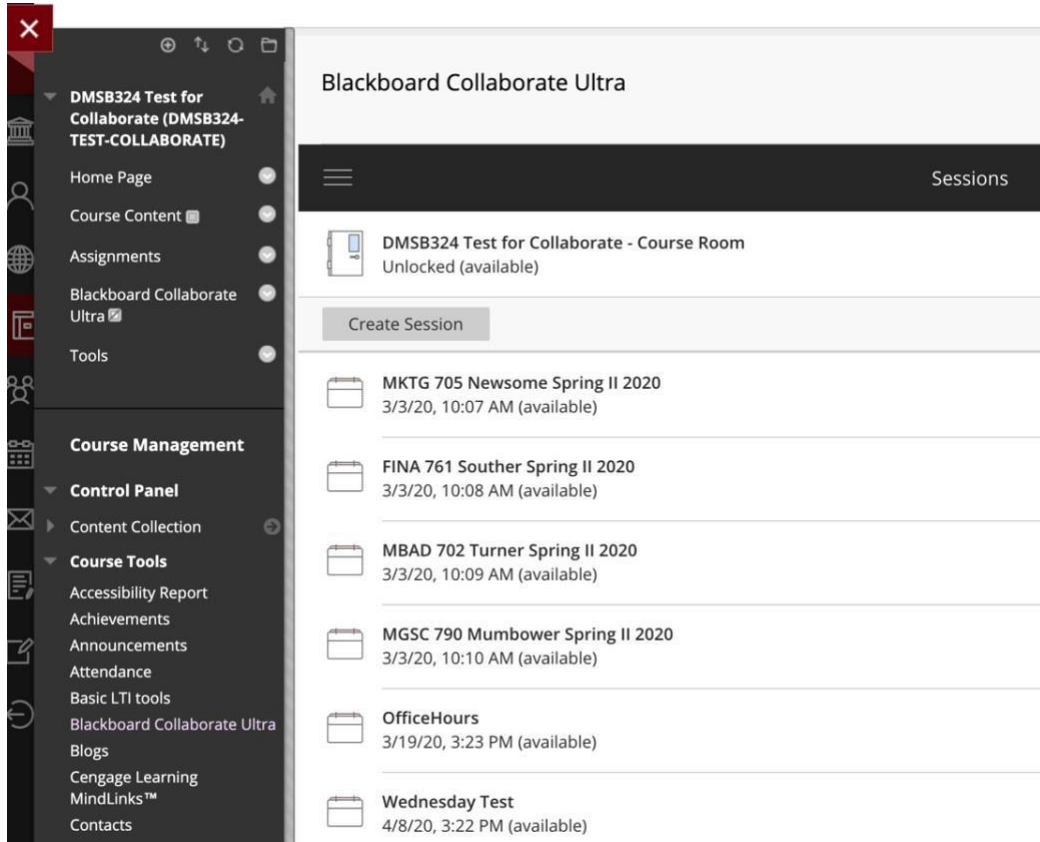 DMSB324 Test for
Collaborate (DMSB324-
TEST-COLLABORATE)
Home Page
Course Content
Assignments
Blackboard Collaborate
Ultra
Tools
Course Management
Control Panel
Content Collection
Course Tools
Accessibility Report
Achievements
Announcements
Attendance
Basic LTI tools
Blackboard Collaborate Ultra
Blogs
Cengage Learning
MindLinks™
Contacts
Blackboard Collaborate Ultra
Sessions
DMSB324 Test for Collaborate - Course Room
Unlocked (available)
Create Session
MKTG 705 Newsome Spring II 2020
3/3/20, 10:07 AM (available)
FINA 761 Souther Spring II 2020
3/3/20, 10:08 AM (available)
MBAD 702 Turner Spring II 2020
3/3/20, 10:09 AM (available)
MGSC 790 Mumbower Spring II 2020
3/3/20, 10:10 AM (available)
OfficeHours
3/19/20, 3:23 PM (available)
Wednesday Test
4/8/20, 3:22 PM (available)